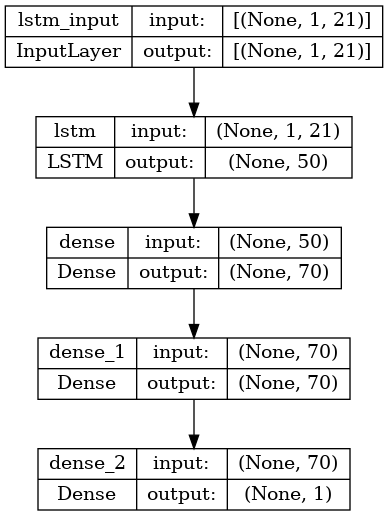 lstm_input input: [(None, 1, 21)]
InputLayer output: [(None, 1, 21)]
lstm input: (None, 1, 21)
LSTM output: (None, 50)
dense input: (None, 50)
Dense output: (None, 70)
dense_1 input: (None, 70)
Dense output: (None, 70)
dense_2 input: (None, 70)
Dense output: (None, 1)